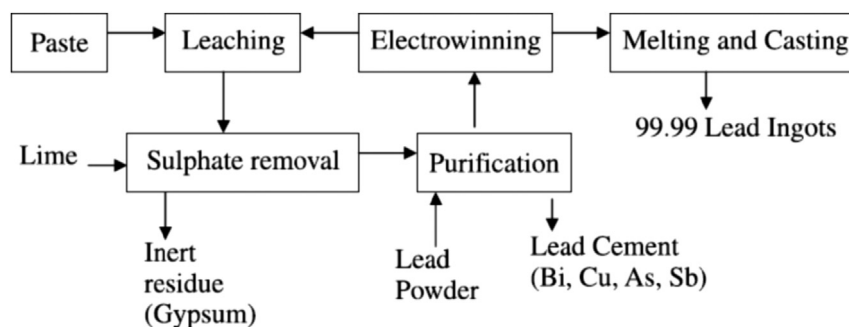 Paste
Leaching
Electrowinning
Melting and Casting
99.99 Lead Ingots
Lime
Sulphate removal
Purification
Inert
residue
(Gypsum)
Lead
Powder
Lead Cement
(Bi, Cu, As, Sb)